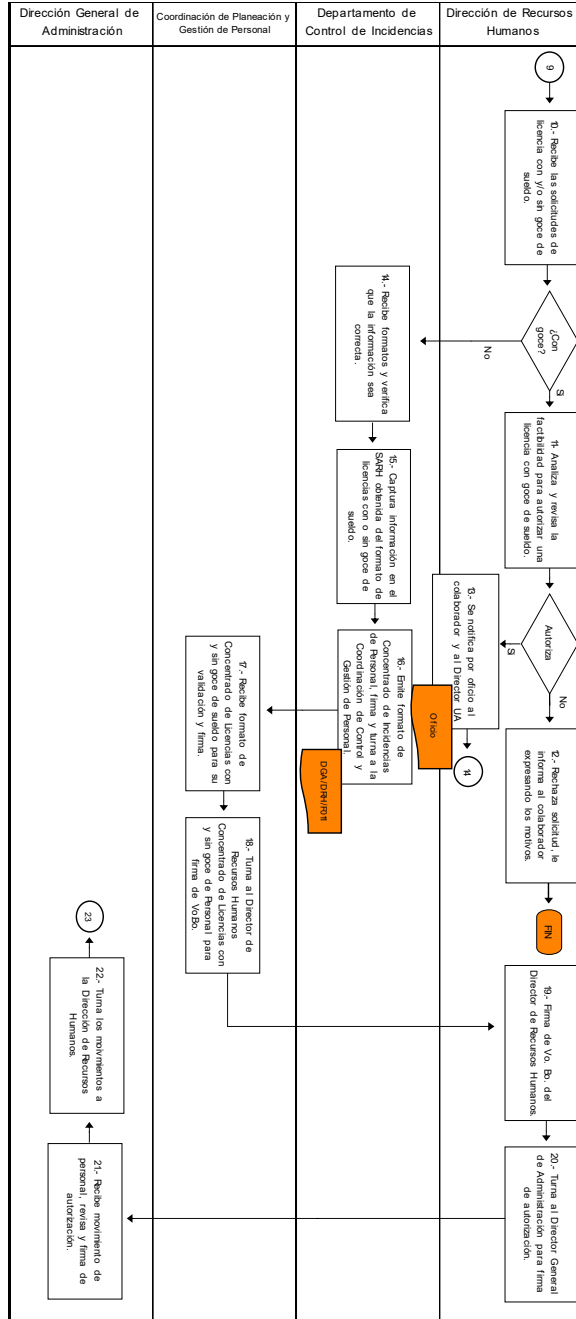 Dirección General de
Administración
Coordinación de Planeación y
Gestión de Personal
Departamento de
Control de Incidencias
Dirección de Recursos
Humanos
9
10.- Recibe las solicitudes de
licencia con y/o sin goce de
sueldo.
¿Con
goce?
No
Si
11- Analiza y revisa la
factibilidad para autorizar una
licencia con goce de sueldo.
Autoriza
No
Si
12.- Rechaza solicitud, le
informa al colaborador
expresando los motivos.
FIN
13.- Se notifica por oficio al
colaborador y al Director UA
Oficio
14
14.- Recibe formatos y verifica
que la información sea
correcta.
15.- Captura información en el
SARH obtenida del formato de
licencias con o sin goce de
sueldo.
16.- Emite formato de
Concentrado de Incidencias
de Personal, firma y turna a la
Coordinación de Control y
Gestión de Personal.
DGA/DRH/F011
17.- Recibe formato de
Concentrado de Licencias con
y sin goce de sueldo para su
validación y firma.
18.- Turna al Director de
Recursos Humanos
Concentrado de Licencias con
y sin goce de Personal para
firma de Vo.Bo.
19.- Firma de Vo. Bo. del
Director de Recursos Humanos.
20.- Turna al Director General
de Administración para firma
de autorización.
21.- Recibe movimiento de
personal, revisa y firma de
autorización.
22.- Turna los moivmientos a
la Dirección de Recursos
Humanos.
23